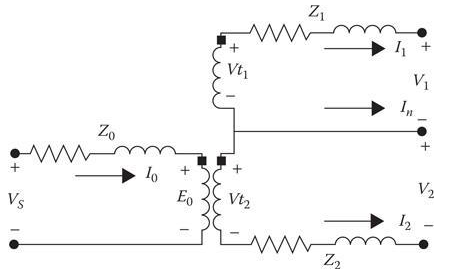 Z1
+
I1
+
Vt1
V1
−
In
−
Z0
+
+
I0
+
+
VS
E0
Vt2
V2
−
−
−
I2
−
Z2